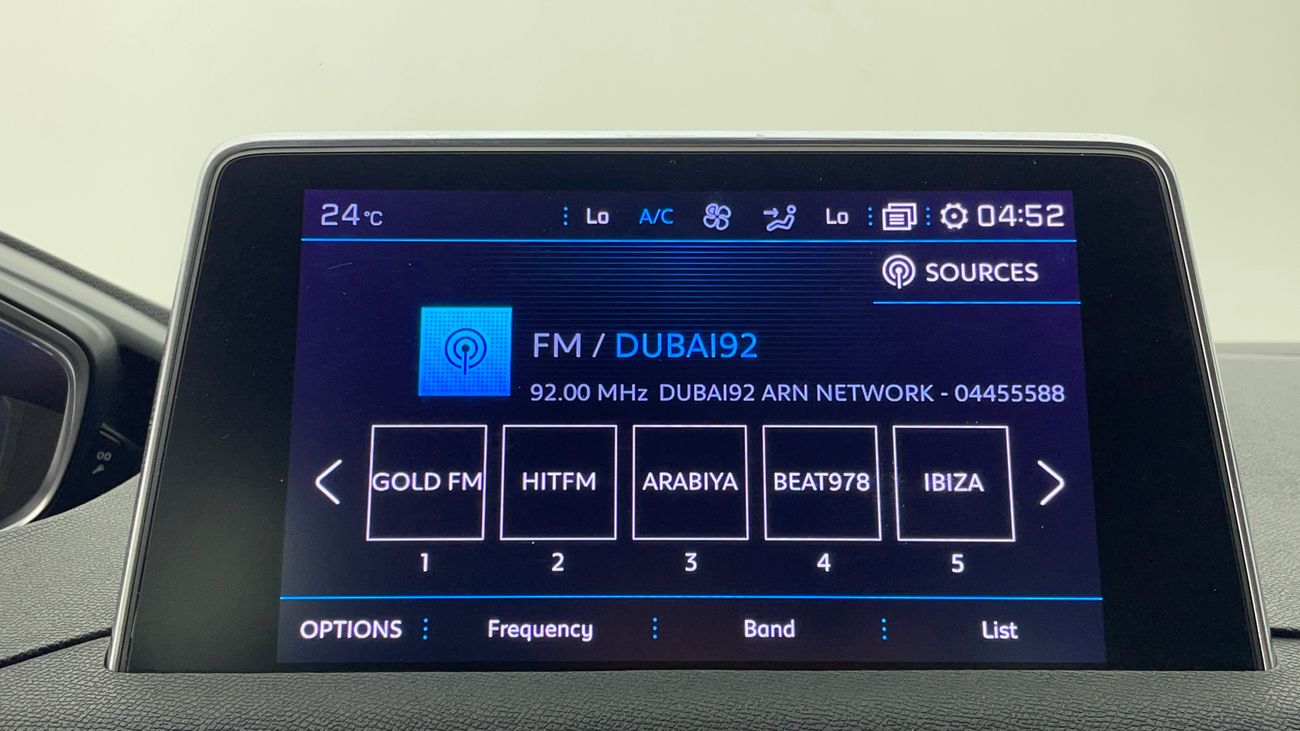 24°C Lo A/C Lo 04:52
SOURCES
FM / DUBAI92
92.00 MHz DUBAI92 ARN NETWORK - 04455588
GOLD FM HITFM ARABIYA BEAT978 IBIZA
1 2 3 4 5
OPTIONS Frequency Band List